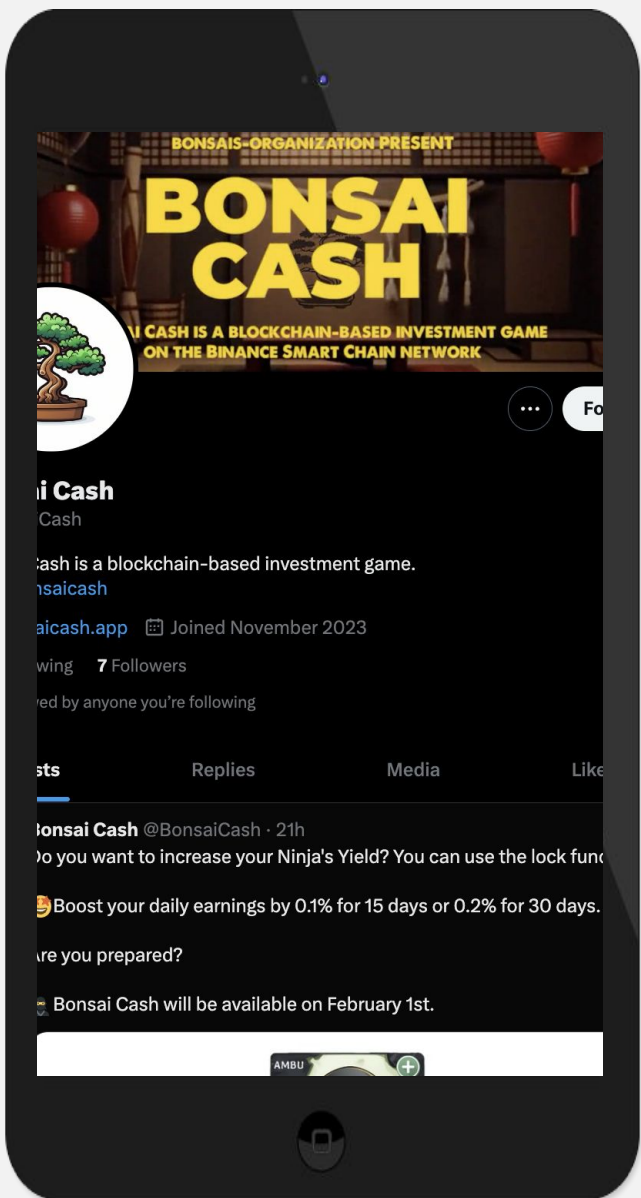 BONSAIS-ORGANIZATION PRESENT
BONSAI
CASH
I CASH IS A BLOCKCHAIN-BASED INVESTMENT GAME
ON THE BINANCE SMART CHAIN NETWORK
Fo
ai Cash
Cash
Cash is a blockchain-based investment game.
nsaicash
aicash.app Joined November 2023
wing 7 Followers
ved by anyone you're following
sts Replies Media Like
Bonsai Cash @BonsaiCash · 21h
Do you want to increase your Ninja's Yield? You can use the lock func
🤩Boost your daily earnings by 0.1% for 15 days or 0.2% for 30 days.
Are you prepared?
🥷 Bonsai Cash will be available on February 1st.
AMBU